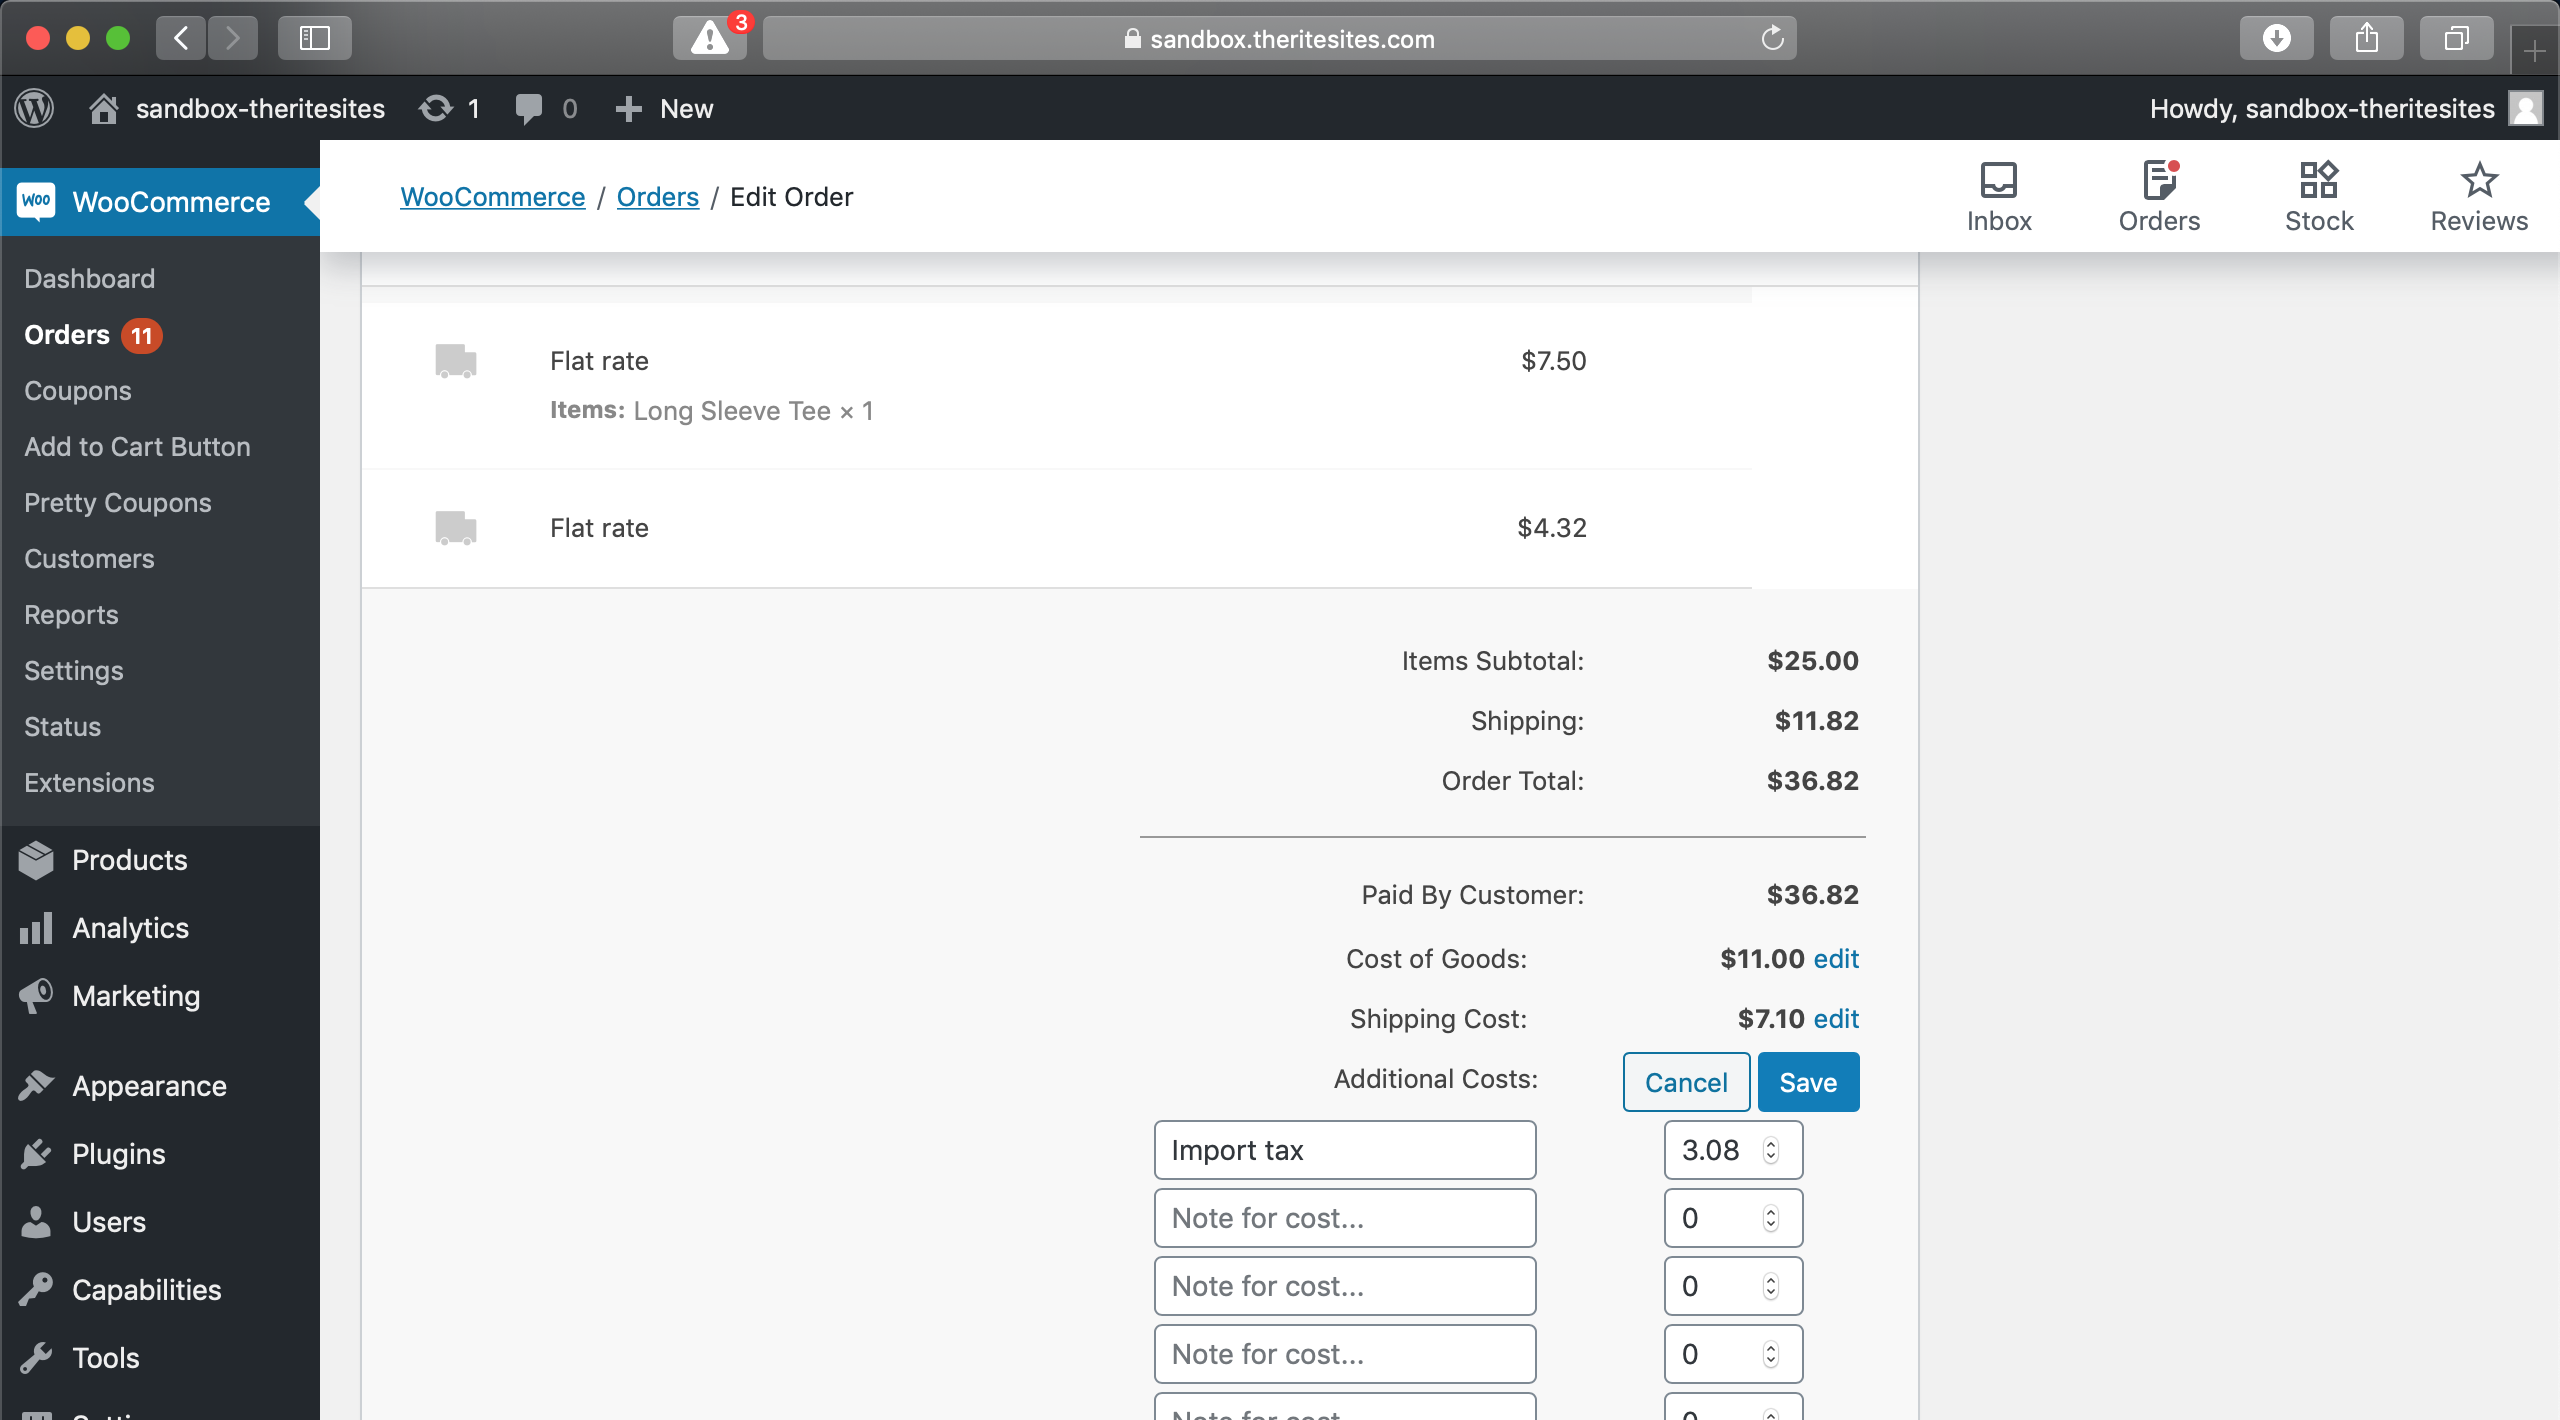 3
sandbox.theritesites.com
sandbox-theritesites
1
0
New
Howdy, sandbox-theritesites
Woo
WooCommerce
Dashboard
Orders 11
Coupons
Add to Cart Button
Pretty Coupons
Customers
Reports
Settings
Status
Extensions
Products
Analytics
Marketing
Appearance
Plugins
Users
Capabilities
Tools
WooCommerce / Orders / Edit Order
Inbox
Orders
Stock
Reviews
Flat rate $7.50
Items: Long Sleeve Tee × 1
Flat rate $4.32
Items Subtotal: $25.00
Shipping: $11.82
Order Total: $36.82
Paid By Customer: $36.82
Cost of Goods: $11.00 edit
Shipping Cost: $7.10 edit
Additional Costs: Cancel Save
Import tax 3.08
Note for cost... 0
Note for cost... 0
Note for cost... 0